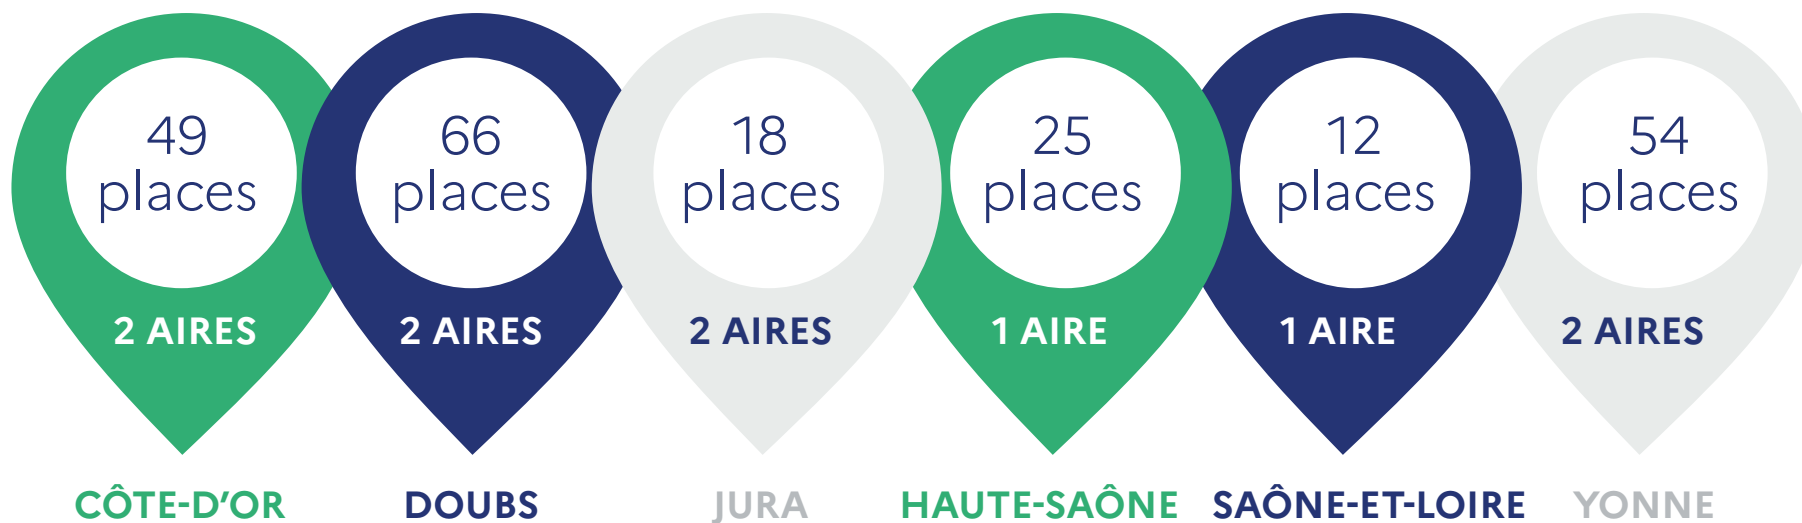 49
places
2 AIRES
CÔTE-D’OR
66
places
2 AIRES
DOUBS
18
places
2 AIRES
JURA
25
places
1 AIRE
HAUTE-SAÔNE
12
places
1 AIRE
SAÔNE-ET-LOIRE
54
places
2 AIRES
YONNE